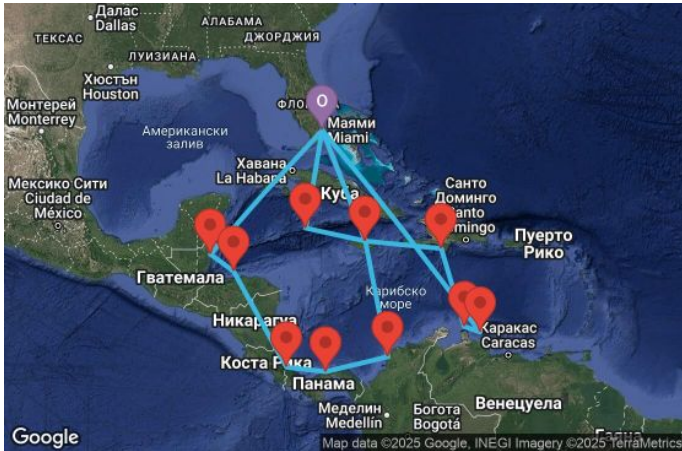 Далас
Dallas
АЛАБАМА
ТЕКСАС
ДЖОРДЖИЯ
ЛУИЗИАНА
Хюстън
Houston
Монтерей
Monterrey
Американски
залив
О
Маями
Miami
Хавана
La Habana
Куба
Мексико Сити
Ciudad de
México
Санто
Доминго
Santo
Domingo
Пуерто
Рико
Гватемала
Карибско
море
Никарагуа
Каракас
Caracas
Коста Рика
Панама
Меделин
Medellín
Богота
Bogotá
Венецуела
Google
Map data ©2025 Google, INEGI Imagery ©2025 TerraMetrics